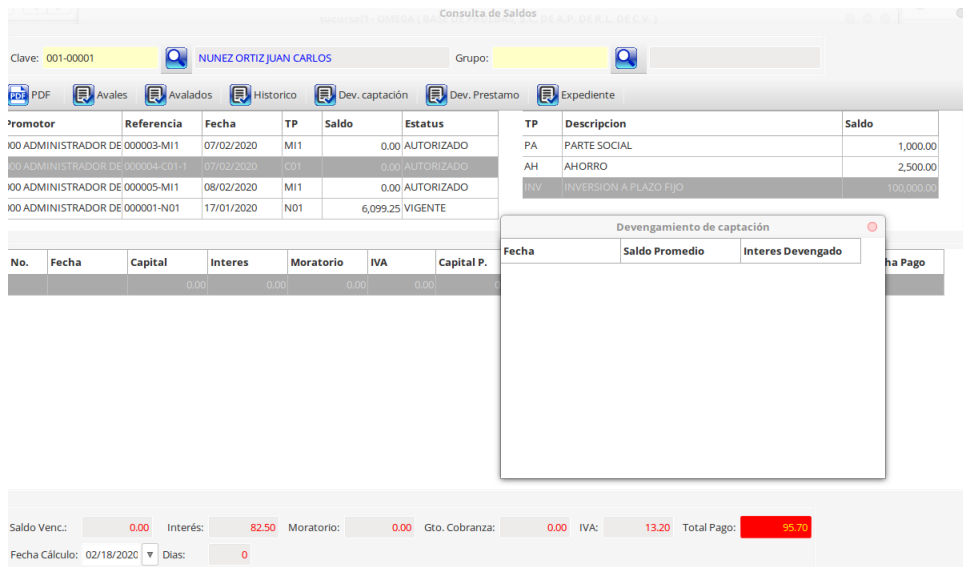 Consulta de Saldos
Clave: 001-00001 NUNEZ ORTIZ JUAN CARLOS Grupo:
PDF PDF Avales Avalados Historico Dev. captación Dev. Prestamo Expediente
Promotor Referencia Fecha TP Saldo Estatus TP Descripcion Saldo
000 ADMINISTRADOR DE 000003-MI1 07/02/2020 MI1 0.00 AUTORIZADO PA PARTE SOCIAL 1,000.00
000 ADMINISTRADOR DE 000004-C01-1 07/02/2020 C01 0.00 AUTORIZADO AH AHORRO 2,500.00
000 ADMINISTRADOR DE 000005-MI1 08/02/2020 MI1 0.00 AUTORIZADO INV INVERSION A PLAZO FIJO 100,000.00
000 ADMINISTRADOR DE 000001-N01 17/01/2020 N01 6,099.25 VIGENTE
Devengamiento de captación
Fecha Saldo Promedio Interes Devengado
No. Fecha Capital Interes Moratorio IVA Capital P. ha Pago
0.00 0.00 0.00 0.00 0
Saldo Venc.: 0.00 Interés: 82.50 Moratorio: 0.00 Gto. Cobranza: 0.00 IVA: 13.20 Total Pago: 95.70
Fecha Cálculo: 02/18/2020 Dias: 0